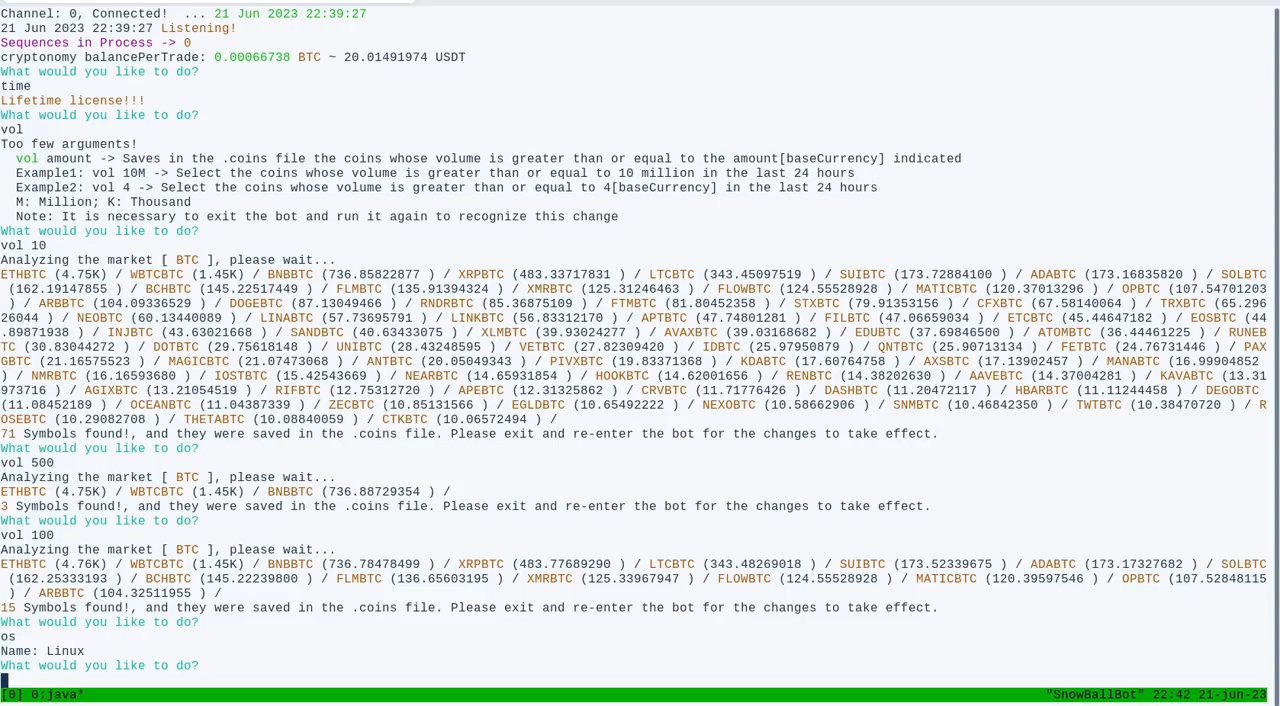 Channel: 0, Connected!  ... 21 Jun 2023 22:39:27
21 Jun 2023 22:39:27 Listening!
Sequences in Process -> 0
cryptonomy balancePerTrade: 0.00066738 BTC ~ 20.01491974 USDT
What would you like to do?
time
Lifetime license!!!
What would you like to do?
vol
Too few arguments!
  vol amount -> Saves in the .coins file the coins whose volume is greater than or equal to the amount[baseCurrency] indicated
  Example1: vol 10M -> Select the coins whose volume is greater than or equal to 10 million in the last 24 hours
  Example2: vol 4 -> Select the coins whose volume is greater than or equal to 4[baseCurrency] in the last 24 hours
  M: Million; K: Thousand
  Note: It is necessary to exit the bot and run it again to recognize this change
What would you like to do?
vol 10
Analyzing the market [ BTC ], please wait...
ETHBTC (4.75K) / WBTCBTC (1.45K) / BNBBTC (736.85822877 ) / XRPBTC (483.33717831 ) / LTCBTC (343.45097519 ) / SUIBTC (173.72884100 ) / ADABTC (173.16835820 ) / SOLBTC
 (162.19147855 ) / BCHBTC (145.22517449 ) / FLMBTC (135.91394324 ) / XMRBTC (125.31246463 ) / FLOWBTC (124.55528928 ) / MATICBTC (120.37013296 ) / OPBTC (107.54701203
 ) / ARBBTC (104.09336529 ) / DOGEBTC (87.13049466 ) / RNDRBTC (85.36875109 ) / FTMBTC (81.80452358 ) / STXBTC (79.91353156 ) / CFXBTC (67.58140064 ) / TRXBTC (65.296
26044 ) / NEOBTC (60.13440089 ) / LINABTC (57.73695791 ) / LINKBTC (56.83312170 ) / APTBTC (47.74801281 ) / FILBTC (47.06659034 ) / ETCBTC (45.44647182 ) / EOSBTC (44
.89871938 ) / INJBTC (43.63021668 ) / SANDBTC (40.63433075 ) / XLMBTC (39.93024277 ) / AVAXBTC (39.03168682 ) / EDUBTC (37.69846500 ) / ATOMBTC (36.44461225 ) / RUNEB
TC (30.83044272 ) / DOTBTC (29.75618148 ) / UNIBTC (28.43248595 ) / VETBTC (27.82309420 ) / IDBTC (25.97950879 ) / QNTBTC (25.90713134 ) / FETBTC (24.76731446 ) / PAX
GBTC (21.16575523 ) / MAGICBTC (21.07473068 ) / ANTBTC (20.05049343 ) / PIVXBTC (19.83371368 ) / KDABTC (17.60764758 ) / AXSBTC (17.13902457 ) / MANABTC (16.99904852
 ) / NMRBTC (16.16593680 ) / IOSTBTC (15.42543669 ) / NEARBTC (14.65931854 ) / HOOKBTC (14.62001656 ) / RENBTC (14.38202630 ) / AAVEBTC (14.37004281 ) / KAVABTC (13.31
973716 ) / AGIXBTC (13.21054519 ) / RIFBTC (12.75312720 ) / APEBTC (12.31325862 ) / CRVBTC (11.71776426 ) / DASHBTC (11.20472117 ) / HBARBTC (11.11244458 ) / DEGOBTC
(11.08452189 ) / OCEANBTC (11.04387339 ) / ZECBTC (10.85131566 ) / EGLDBTC (10.65492222 ) / NEXOBTC (10.58662906 ) / SNMBTC (10.46842350 ) / TWTBTC (10.38470720 ) / R
OSEBTC (10.29082708 ) / THETABTC (10.08840059 ) / CTKBTC (10.06572494 ) /
71 Symbols found!, and they were saved in the .coins file. Please exit and re-enter the bot for the changes to take effect.
What would you like to do?
vol 500
Analyzing the market [ BTC ], please wait...
ETHBTC (4.75K) / WBTCBTC (1.45K) / BNBBTC (736.88729354 ) /
3 Symbols found!, and they were saved in the .coins file. Please exit and re-enter the bot for the changes to take effect.
What would you like to do?
vol 100
Analyzing the market [ BTC ], please wait...
ETHBTC (4.76K) / WBTCBTC (1.45K) / BNBBTC (736.78478499 ) / XRPBTC (483.77689290 ) / LTCBTC (343.48269018 ) / SUIBTC (173.52339675 ) / ADABTC (173.17327682 ) / SOLBTC
 (162.25333193 ) / BCHBTC (145.22239800 ) / FLMBTC (136.65603195 ) / XMRBTC (125.33967947 ) / FLOWBTC (124.55528928 ) / MATICBTC (120.39597546 ) / OPBTC (107.52848115
 ) / ARBBTC (104.32511955 ) /
15 Symbols found!, and they were saved in the .coins file. Please exit and re-enter the bot for the changes to take effect.
What would you like to do?
os
Name: Linux
What would you like to do?
[0] 0:java* "SnowBallBot" 22:42 21-jun-23